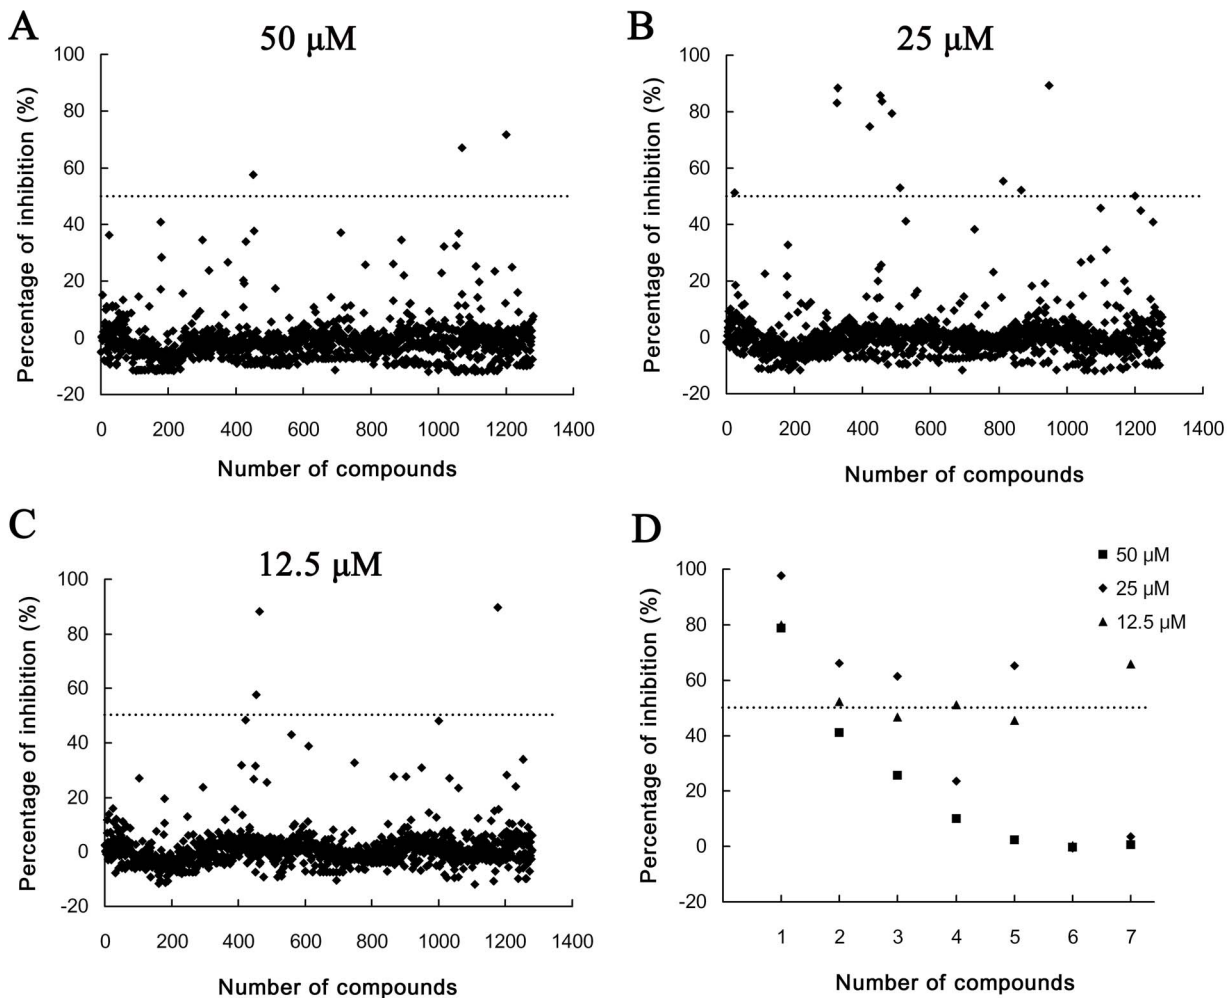 A
50 μM
Percentage of inhibition (%)
100
80
60
40
20
0
-20
0 200 400 600 800 1000 1200 1400
Number of compounds
B
25 μM
Percentage of inhibition (%)
100
80
60
40
20
0
-20
0 200 400 600 800 1000 1200 1400
Number of compounds
C
12.5 μM
Percentage of inhibition (%)
100
80
60
40
20
0
-20
0 200 400 600 800 1000 1200 1400
Number of compounds
D
50 μM
25 μM
12.5 μM
Percentage of inhibition (%)
100
80
60
40
20
0
-20
1 2 3 4 5 6 7
Number of compounds